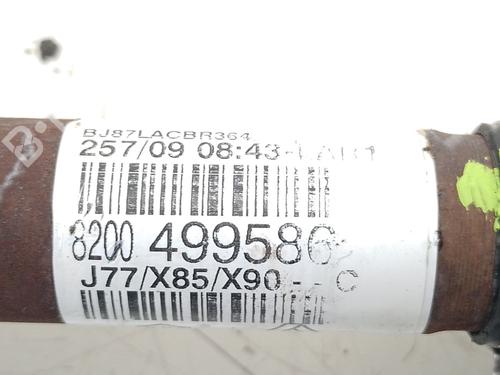 BJ87LACBR364
257/09 08:43
8200 499586
J77/X85/X90 - - C